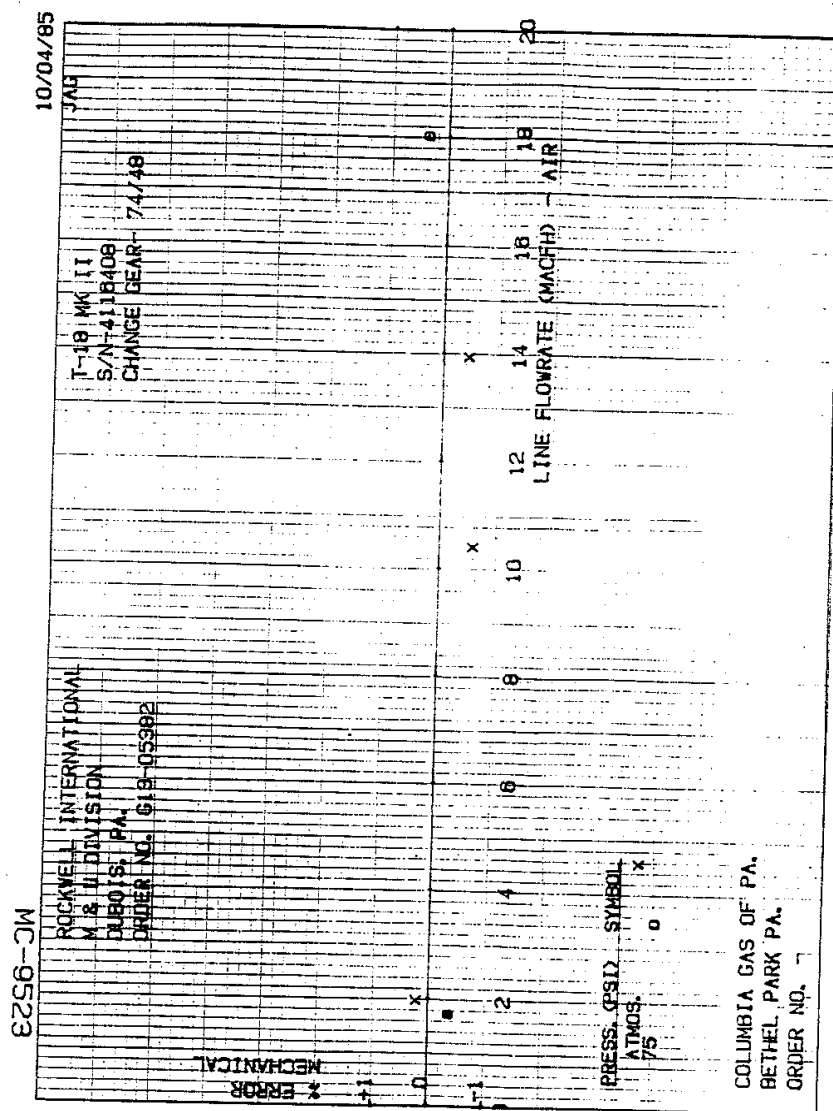 MC-9523
10/04/85
JAG
ROCKWELL INTERNATIONAL
M & U DIVISION
DUBOIS, PA.
ORDER NO. G13-05382
T-18 MK II
S/N-4118408
CHANGE GEAR- 74/48
MECHANICAL
ERROR
%
+1
0
-1
2
4
6
8
10
12
14
16
18
20
LINE FLOWRATE (MACFH) - AIR
PRESS. (PSI) SYMBOL
ATMOS. X
75 o
COLUMBIA GAS OF PA.
BETHEL PARK PA.
ORDER NO. -